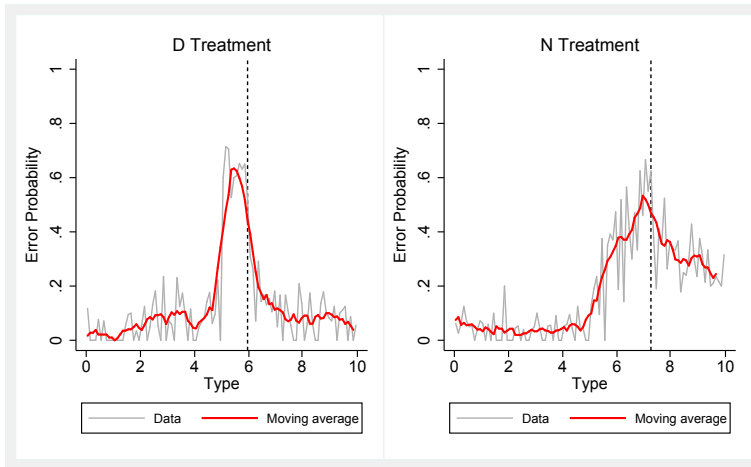 D Treatment
Error Probability
1
.8
.6
.4
.2
0
0 2 4 6 8 10
Type
Data Moving average
N Treatment
Error Probability
1
.8
.6
.4
.2
0
0 2 4 6 8 10
Type
Data Moving average